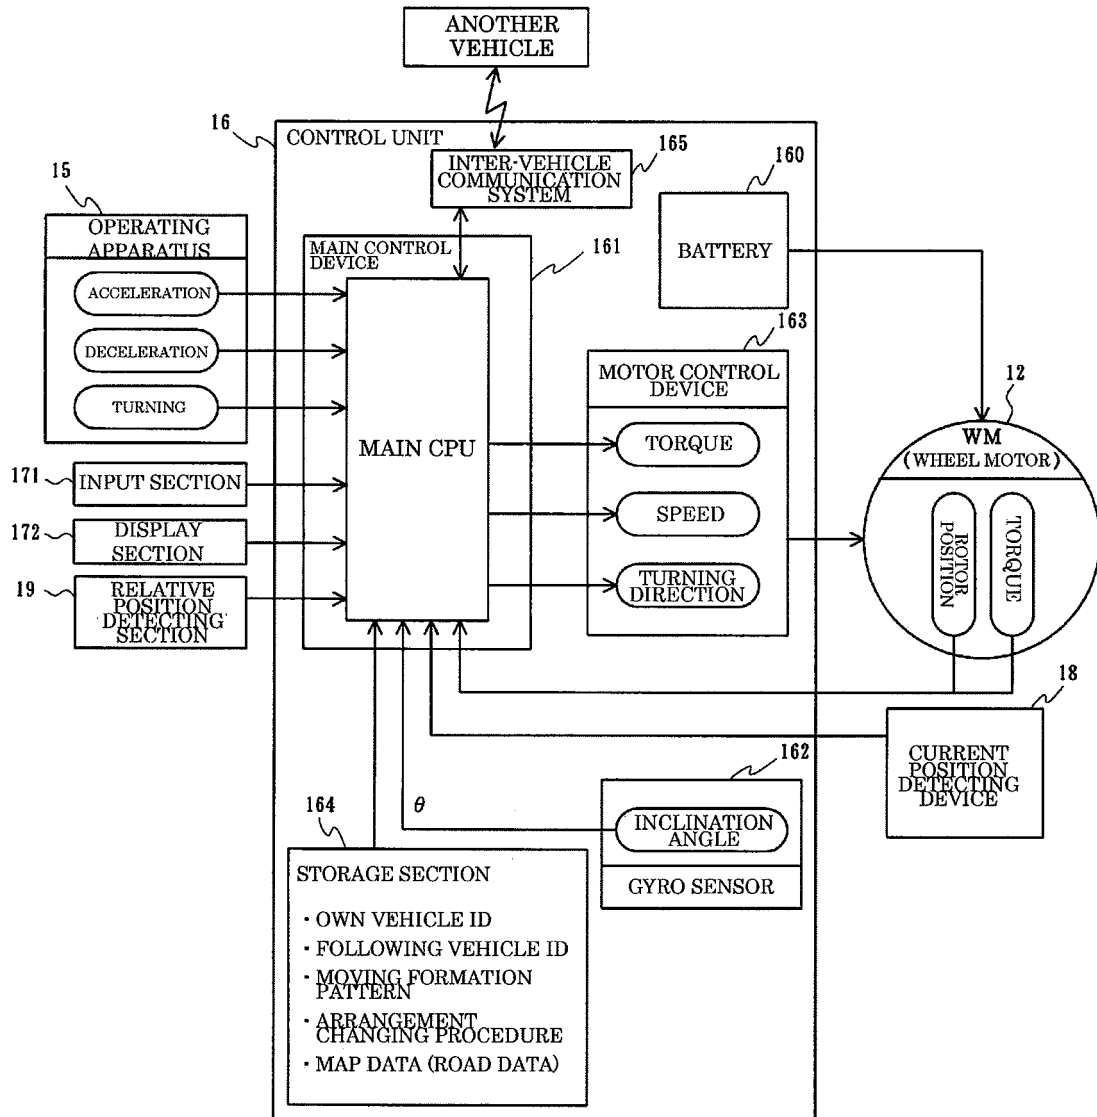 ANOTHER
VEHICLE
16
CONTROL UNIT
INTER-VEHICLE
COMMUNICATION
SYSTEM
165
15
OPERATING
APPARATUS
ACCELERATION
DECELERATION
TURNING
171
INPUT SECTION
172
DISPLAY
SECTION
19
RELATIVE
POSITION
DETECTING
SECTION
MAIN CONTROL
DEVICE
161
MAIN CPU
160
BATTERY
163
MOTOR CONTROL
DEVICE
TORQUE
SPEED
TURNING
DIRECTION
12
WM
(WHEEL MOTOR)
ROTOR
POSITION
TORQUE
18
CURRENT
POSITION
DETECTING
DEVICE
162
INCLINATION
ANGLE
GYRO SENSOR
θ
164
STORAGE SECTION
・OWN VEHICLE ID
・FOLLOWING VEHICLE ID
・MOVING FORMATION
PATTERN
・ARRANGEMENT
CHANGING PROCEDURE
・MAP DATA (ROAD DATA)